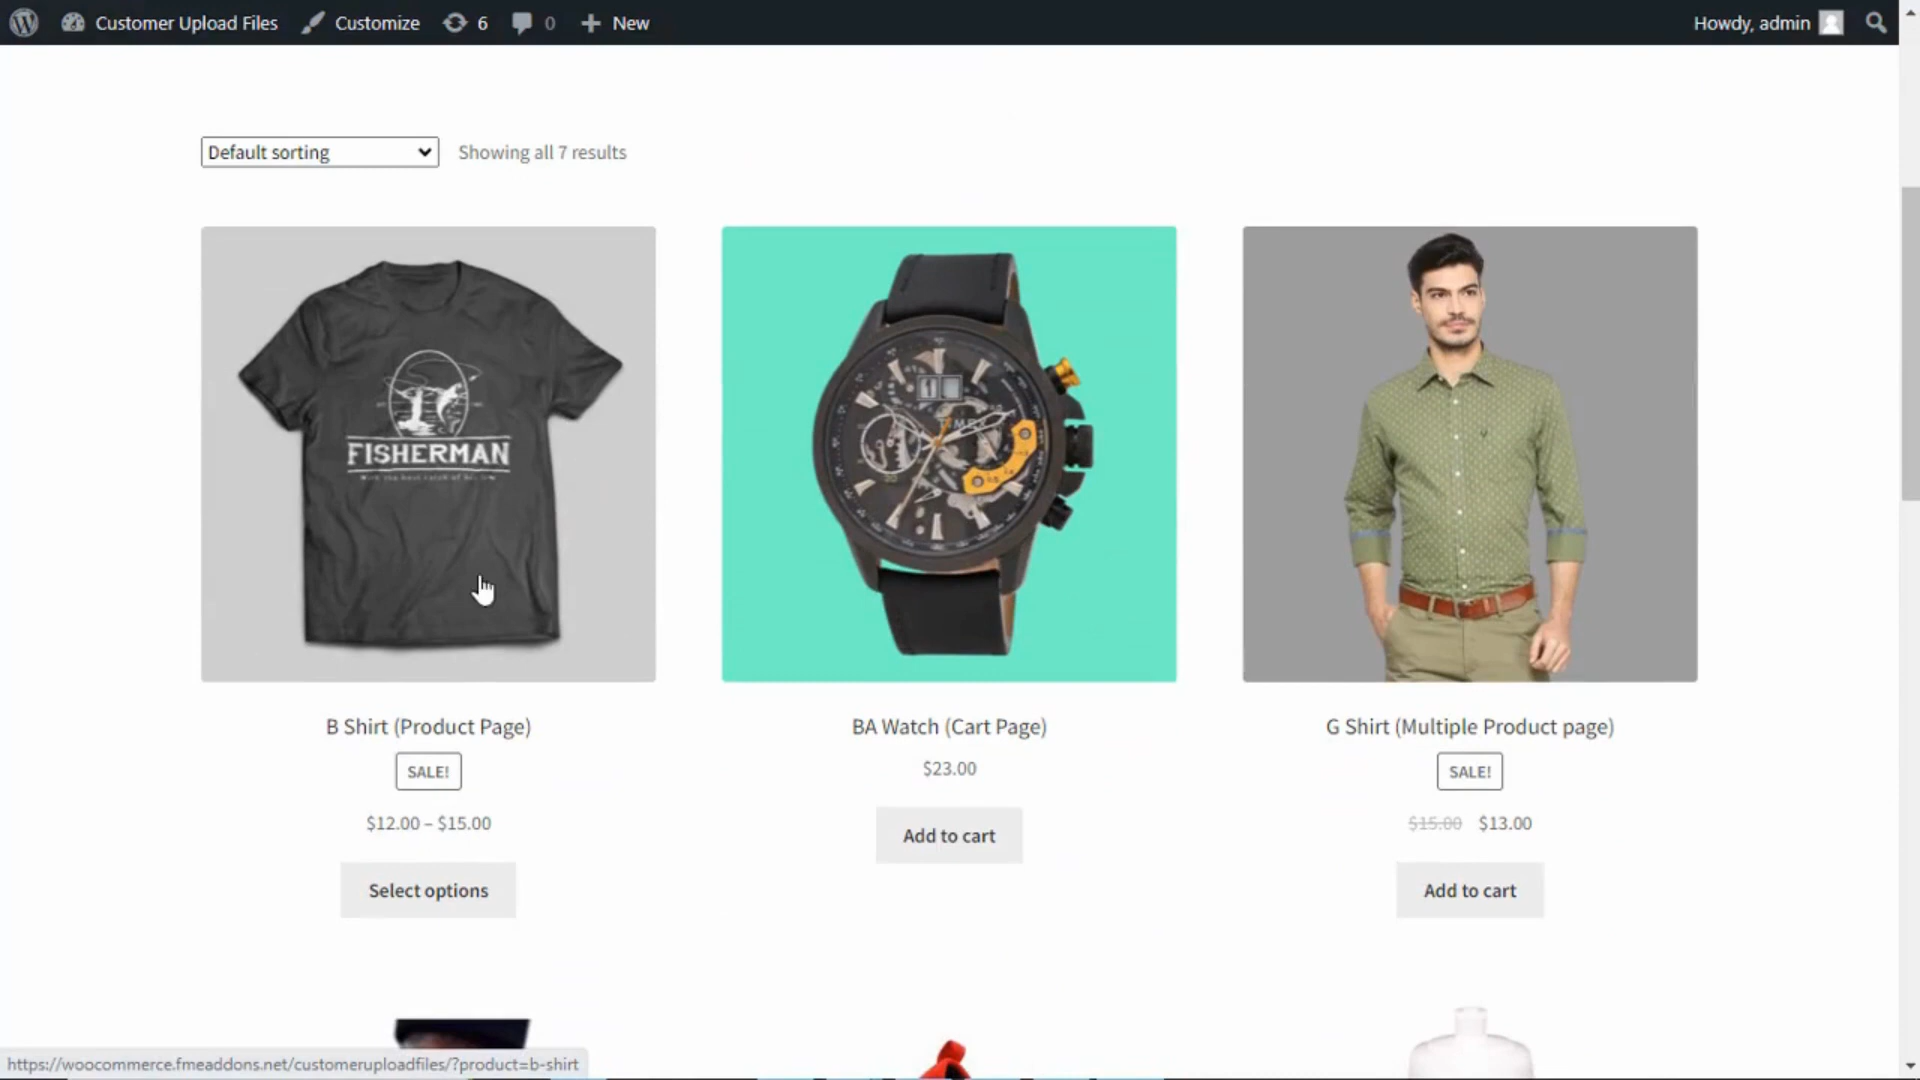 Customer Upload Files Customize 6 0 New Howdy, admin
Default sorting Showing all 7 results
FISHERMAN
TIMEX
B Shirt (Product Page)
SALE!
$12.00 – $15.00
Select options
BA Watch (Cart Page)
$23.00
Add to cart
G Shirt (Multiple Product page)
SALE!
$15.00 $13.00
Add to cart
https://woocommerce.fmeaddons.net/customeruploadfiles/?product=b-shirt